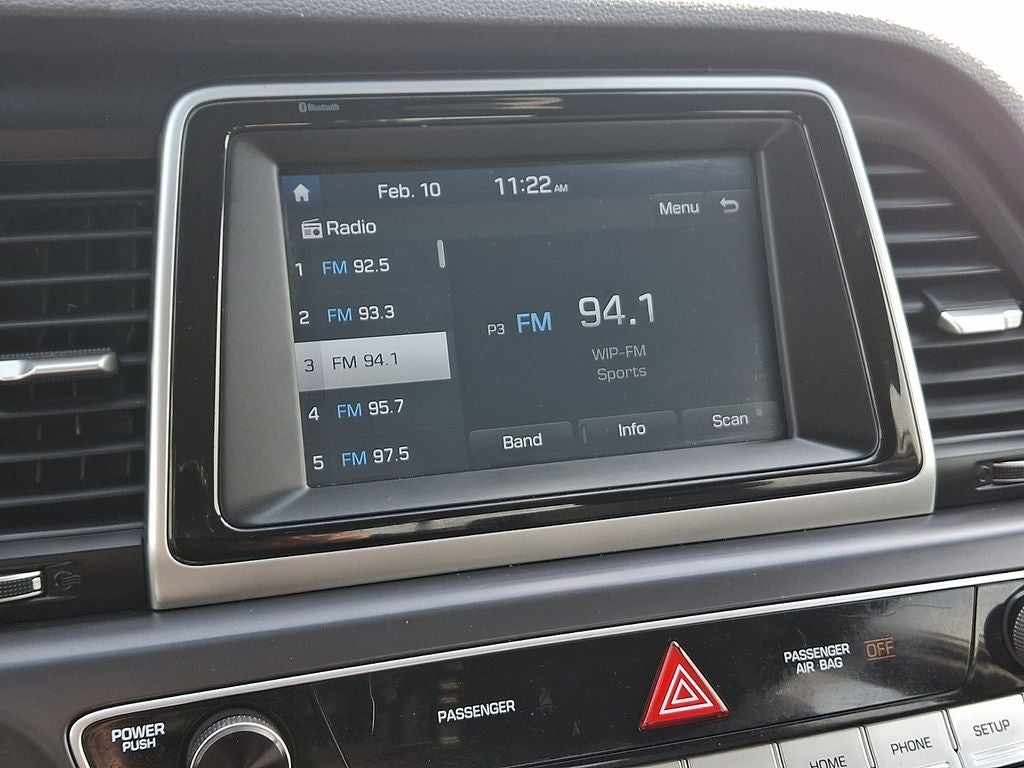 Bluetooth
Feb. 10 11:22 AM
Menu
Radio
1 FM 92.5
2 FM 93.3
3 FM 94.1
4 FM 95.7
5 FM 97.5
P3 FM 94.1
WIP-FM
Sports
Band Info Scan
POWER
PUSH
PASSENGER
PASSENGER
AIR BAG
OFF
HOME PHONE SETUP